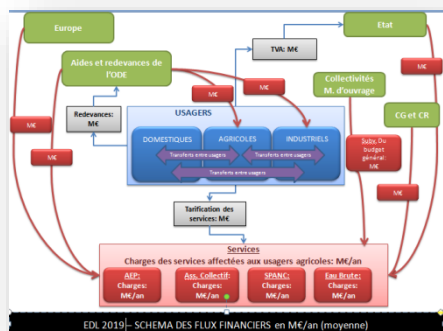 Europe
Etat
TVA: M€
Aides et redevances de
l'ODE
Collectivités
M. d'ouvrage
M€
M€
M€
CG et CR
Redevances:
M€
USAGERS
DOMESTIQUES
AGRICOLES
INDUSTRIELS
M€
M€
Subv. Ou
budget
général:
M€
M€
Transferts entre usagers
Transferts entre usagers
Transferts entre usagers
Tarification des
services: M€
Services
Charges des services affectées aux usagers agricoles: M€/an
AEP:
Charges:
M€/an
Ass. Collectif:
Charges:
M€/an
SPANC:
Charges:
M€/an
Eau Brute:
Charges:
M€/an
EDL 2019– SCHEMA DES FLUX FINANCIERS en M€/an (moyenne)